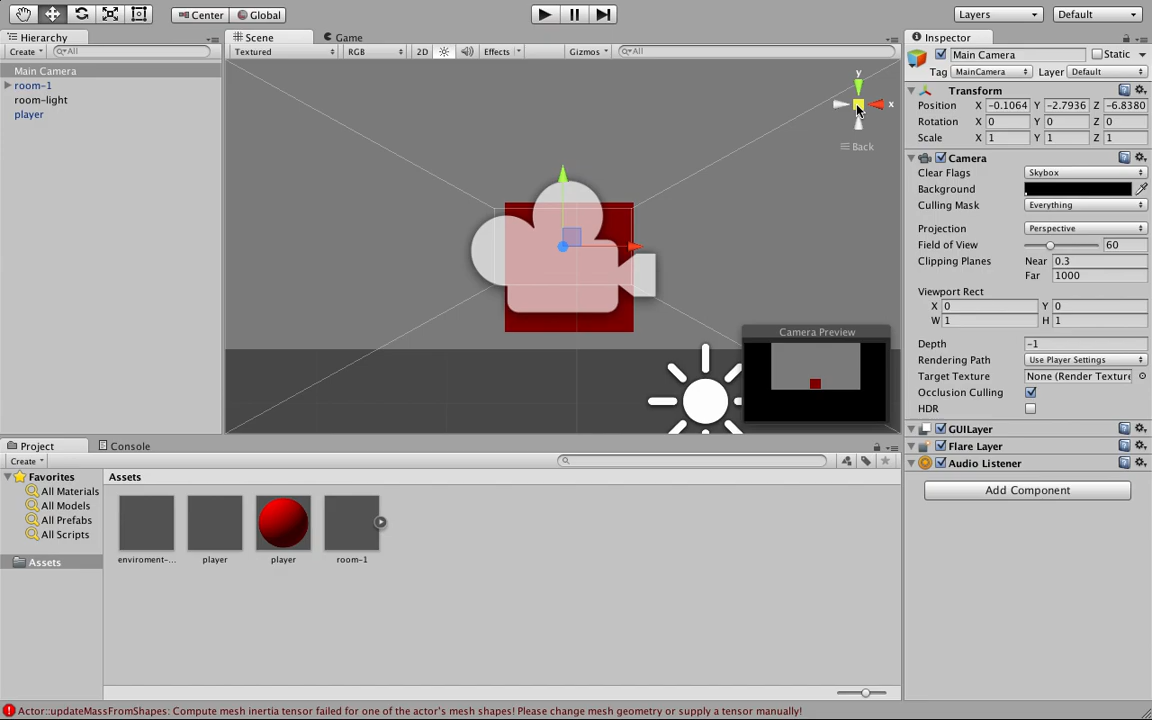 Center
Global
Layers
Default
Hierarchy
Create
All
Main Camera
room-1
room-light
player
Scene
Game
Textured
RGB
2D
Effects
Gizmos
All
y
x
Back
Camera Preview
Inspector
Main Camera
Static
Tag
MainCamera
Layer
Default
Transform
Position X -0.1064 Y -2.7936 Z -6.8380
Rotation X 0 Y 0 Z 0
Scale X 1 Y 1 Z 1
Camera
Clear Flags Skybox
Background
Culling Mask Everything
Projection Perspective
Field of View 60
Clipping Planes Near 0.3
Far 1000
Viewport Rect
X 0 Y 0
W 1 H 1
Depth -1
Rendering Path Use Player Settings
Target Texture None (Render Texture
Occlusion Culling
HDR
GUILayer
Flare Layer
Audio Listener
Add Component
Project
Console
Create
Favorites
All Materials
All Models
All Prefabs
All Scripts
Assets
Assets
enviroment-...
player
player
room-1
Actor::updateMassFromShapes: Compute mesh inertia tensor failed for one of the actor's mesh shapes! Please change mesh geometry or supply a tensor manually!